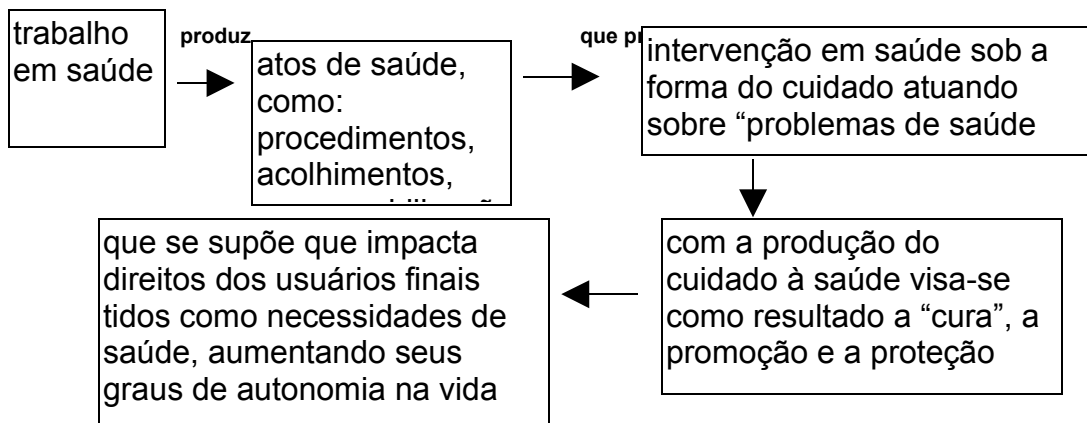 trabalho
em saúde
produz
atos de saúde,
como:
procedimentos,
acolhimentos,
que
intervenção em saúde sob a
forma do cuidado atuando
sobre “problemas de saúde
com a produção do
cuidado à saúde visa-se
como resultado a “cura”, a
promoção e a proteção
que se supõe que impacta
direitos dos usuários finais
tidos como necessidades de
saúde, aumentando seus
graus de autonomia na vida